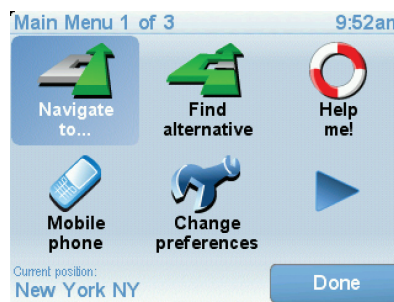 Main Menu 1 of 3 9:52am
Navigate to...
Find alternative
Help me!
Mobile phone
Change preferences
Current position:
New York NY
Done